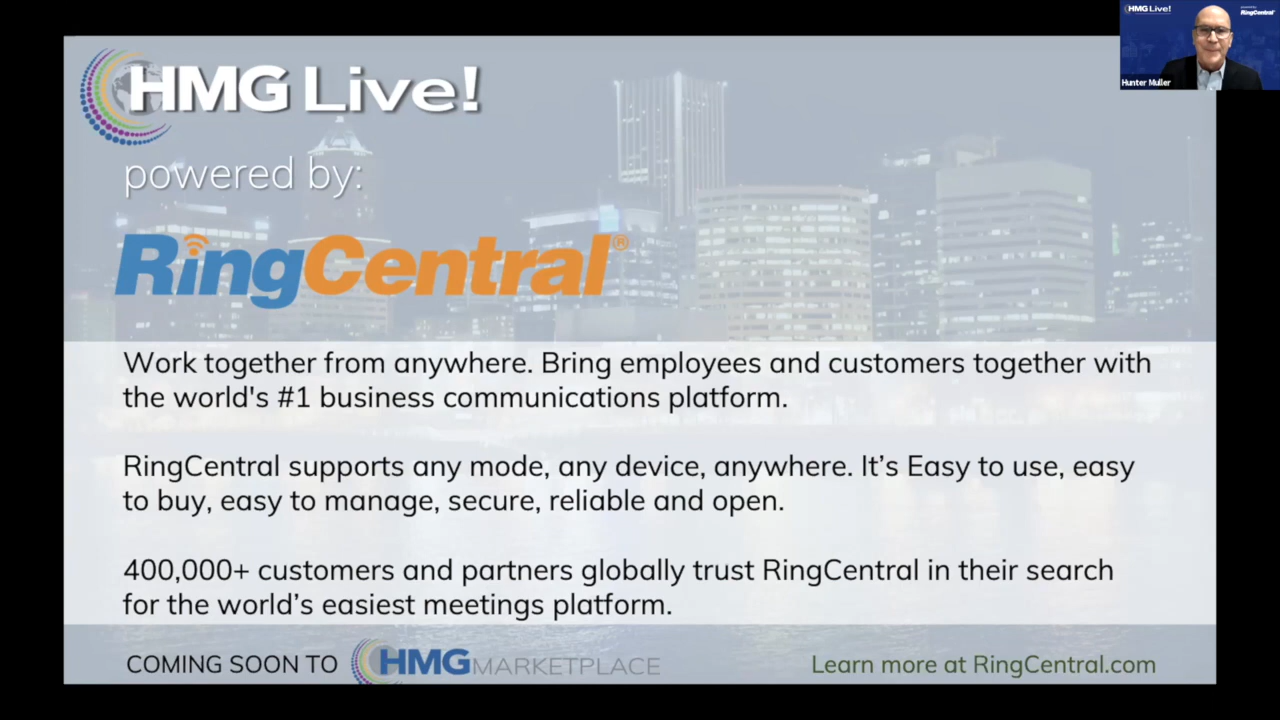 HMG Live!
powered by:
RingCentral®
Work together from anywhere. Bring employees and customers together with
the world's #1 business communications platform.
RingCentral supports any mode, any device, anywhere. It’s Easy to use, easy
to buy, easy to manage, secure, reliable and open.
400,000+ customers and partners globally trust RingCentral in their search
for the world’s easiest meetings platform.
COMING SOON TO HMG MARKETPLACE
Learn more at RingCentral.com
HMG Live!
RingCentral
Hunter Muller